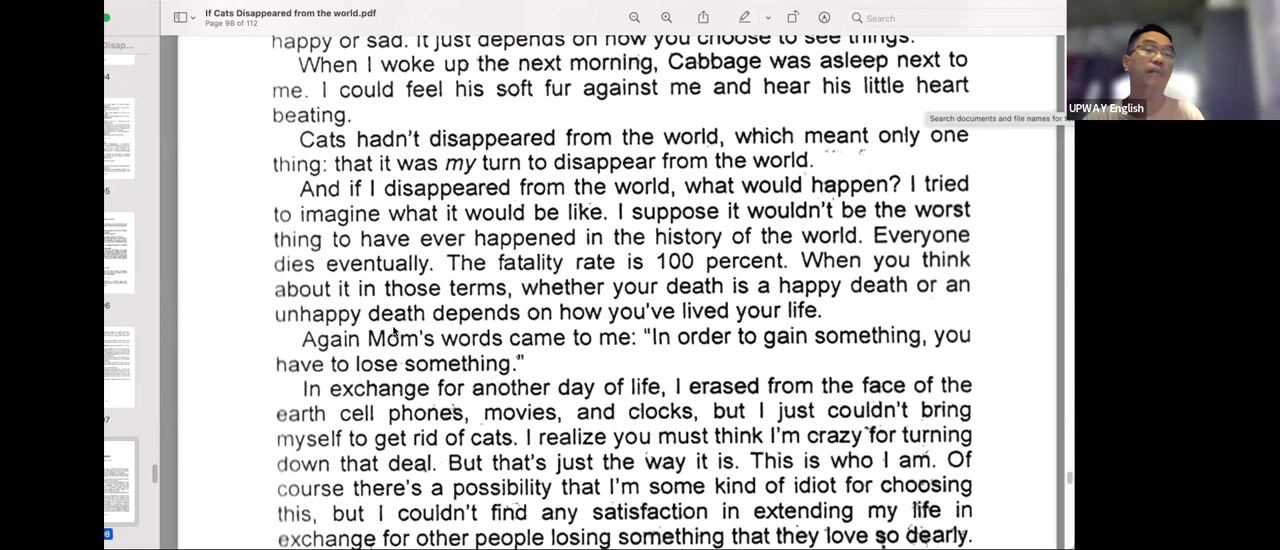 If Cats Disappeared from the world.pdf
Page 98 of 112
Search
Disap...
UPWAY English
Search documents and file names for
happy or sad. It just depends on how you choose to see things.
When I woke up the next morning, Cabbage was asleep next to
me. I could feel his soft fur against me and hear his little heart
beating.
Cats hadn't disappeared from the world, which meant only one
thing: that it was my turn to disappear from the world.
And if I disappeared from the world, what would happen? I tried
to imagine what it would be like. I suppose it wouldn't be the worst
thing to have ever happened in the history of the world. Everyone
dies eventually. The fatality rate is 100 percent. When you think
about it in those terms, whether your death is a happy death or an
unhappy death depends on how you've lived your life.
Again Mom's words came to me: "In order to gain something, you
have to lose something."
In exchange for another day of life, I erased from the face of the
earth cell phones, movies, and clocks, but I just couldn't bring
myself to get rid of cats. I realize you must think I'm crazy for turning
down that deal. But that's just the way it is. This is who I am. Of
course there's a possibility that I'm some kind of idiot for choosing
this, but I couldn't find any satisfaction in extending my life in
exchange for other people losing something that they love so dearly.